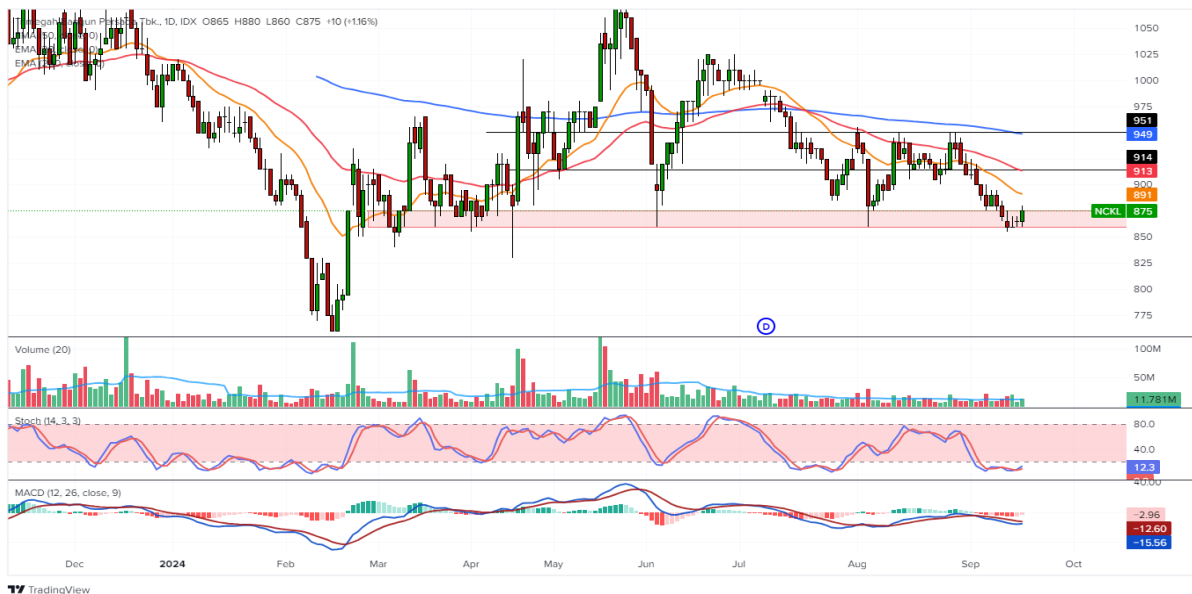 Persada Tbk., 1D, IDX O865 H880 L860 C875 +10 (+1.16%)
EMA
1050
1025
1000
975
951
949
914
913
900
891
NCKL 875
850
825
800
775
D
Volume (20)
100M
50M
11.781M
Stoch (14, 3, 3)
80.0
40.0
12.3
MACD (12, 26, close, 9)
40.00
−2.96
−12.60
−15.56
Dec 2024 Feb Mar Apr May Jun Jul Aug Sep Oct
TradingView